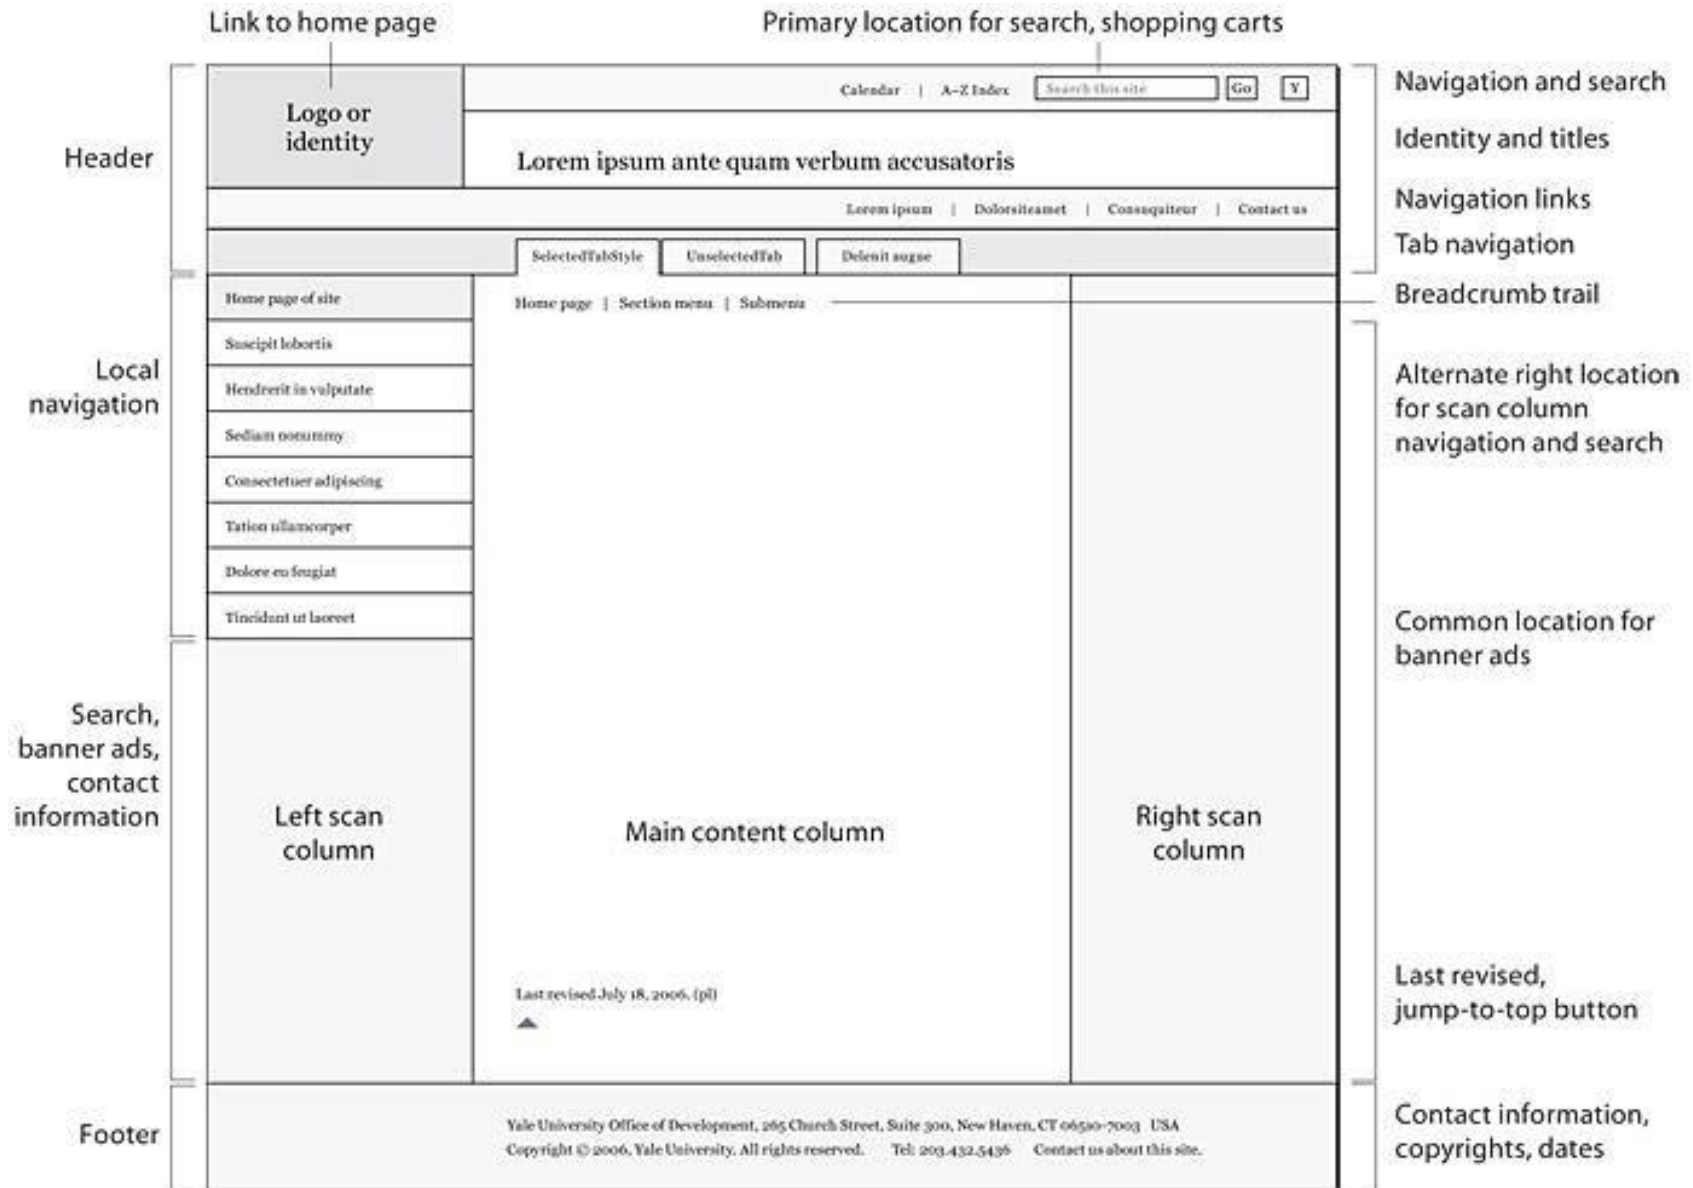 Link to home page
Primary location for search, shopping carts
Header
Logo or
identity
Calendar | A–Z Index
Search this site
Go
Y
Navigation and search
Lorem ipsum ante quam verbum accusatoris
Identity and titles
Lorem ipsum | Dolorsiteamet | Consuquiteur | Contact us
Navigation links
SelectedTabStyle
UnselectedTab
Delenit augue
Tab navigation
Local
navigation
Home page of site
Suscipit lobortis
Hendrerit in vulputate
Sediam nonummy
Consectetuer adipiscing
Tation ullamcorper
Dolore eu feugiat
Tincidunt ut laoreet
Home page | Section menu | Submenu
Breadcrumb trail
Alternate right location
for scan column
navigation and search
Common location for
banner ads
Search,
banner ads,
contact
information
Left scan
column
Main content column
Right scan
column
Last revised July 18, 2006. (pl)
Last revised,
jump-to-top button
Footer
Yale University Office of Development, 265 Church Street, Suite 300, New Haven, CT 06510-7003 USA
Copyright © 2006, Yale University. All rights reserved. Tel: 203.432.5436 Contact us about this site.
Contact information,
copyrights, dates